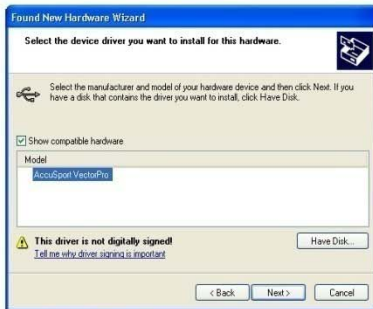 Found New Hardware Wizard
Select the device driver you want to install for this hardware.
Select the manufacturer and model of your hardware device and then click Next. If you
have a disk that contains the driver you want to install, click Have Disk.
Show compatible hardware
Model
AccuSport VectorPro
This driver is not digitally signed!
Have Disk...
Tell me why driver signing is important
< Back
Next >
Cancel